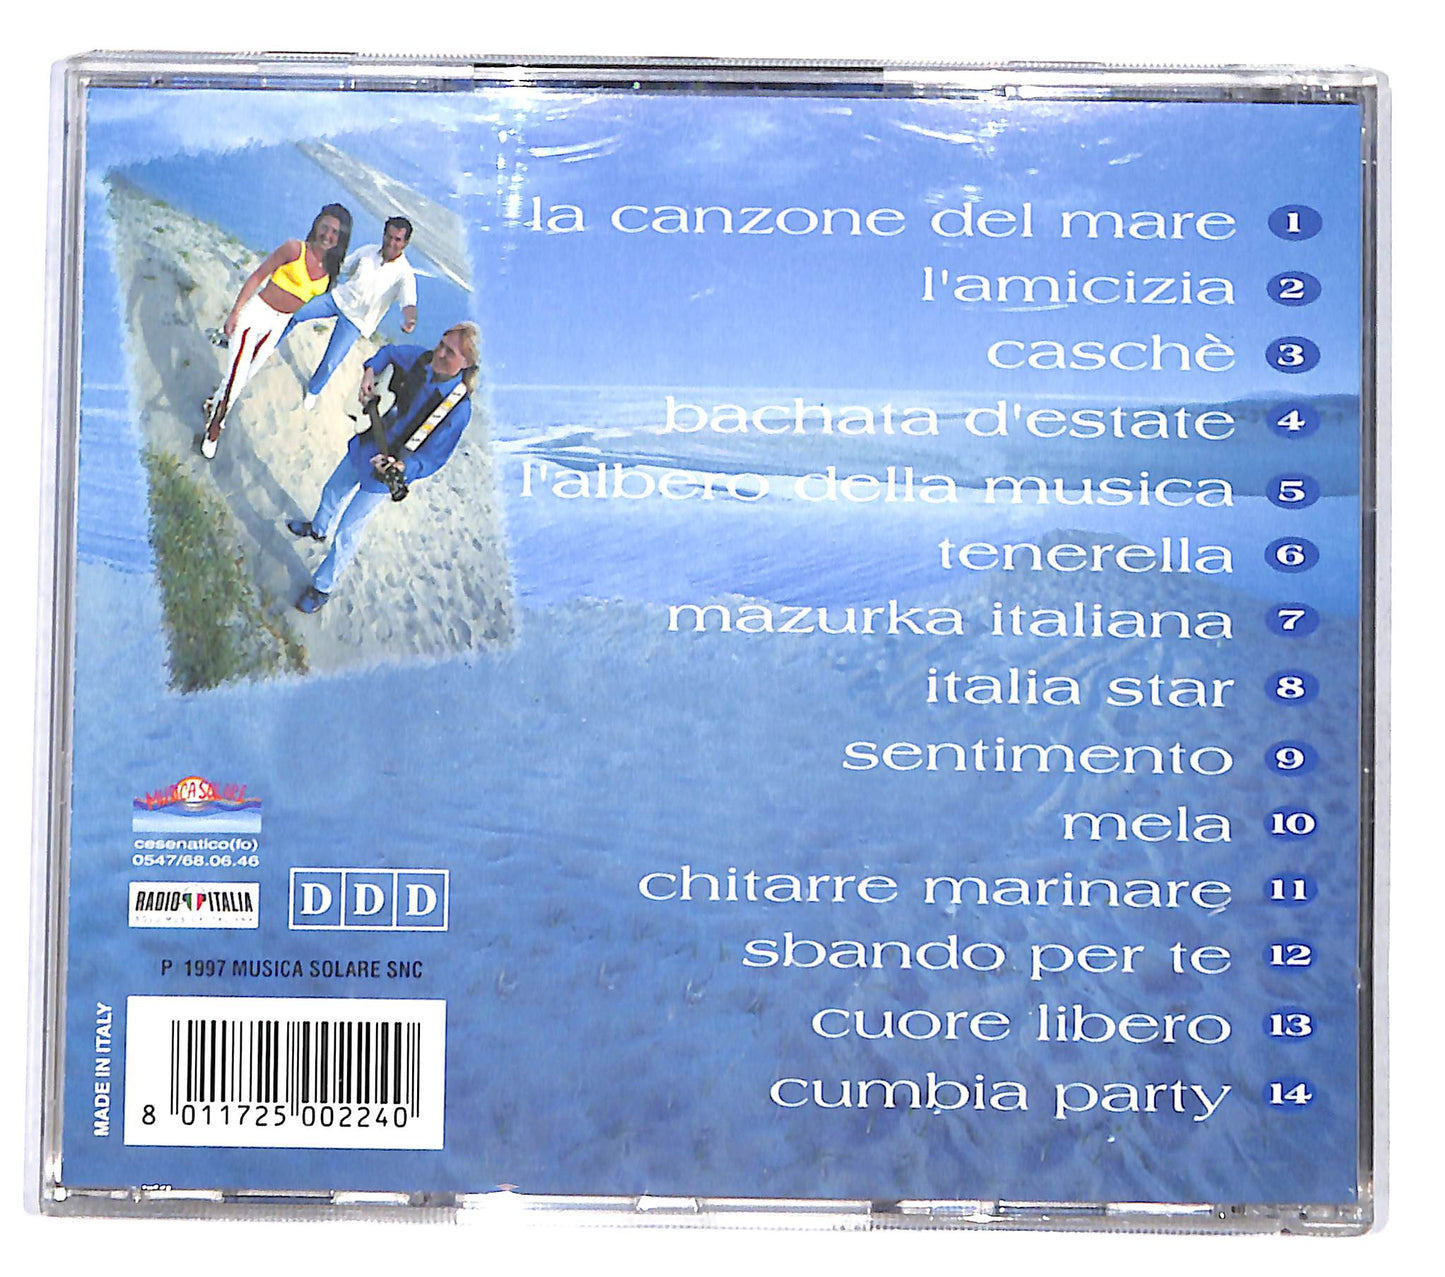 la canzone del mare 1
l'amicizia 2
caschè 3
bachata d'estate 4
l'albero della musica 5
tenerella 6
mazurka italiana 7
italia star 8
sentimento 9
mela 10
chitarre marinare 11
sbando per te 12
cuore libero 13
cumbia party 14
MUSICA SOLARE
cesenatico(fo)
0547/68.06.46
RADIO ITALIA
SOLO MUSICA ITALIANA
DDD
P 1997 MUSICA SOLARE SNC
MADE IN ITALY
8 011725 002240